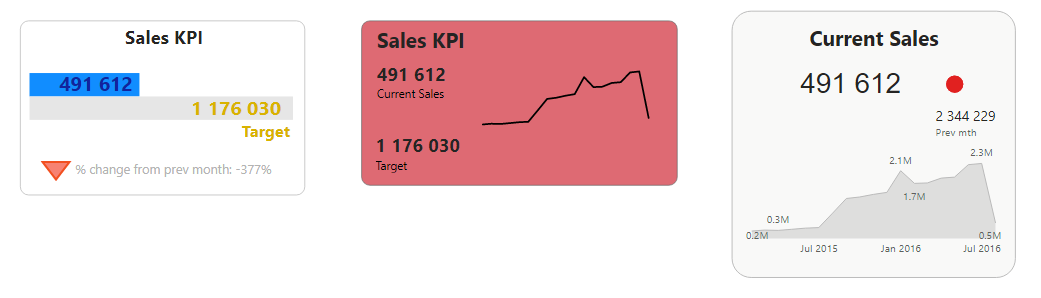 Sales KPI
491 612
1 176 030
Target
% change from prev month: -377%
Sales KPI
491 612
Current Sales
1 176 030
Target
Current Sales
491 612
2 344 229
Prev mth
2.3M
2.1M
1.7M
0.3M
0.2M
0.5M
Jul 2015
Jan 2016
Jul 2016